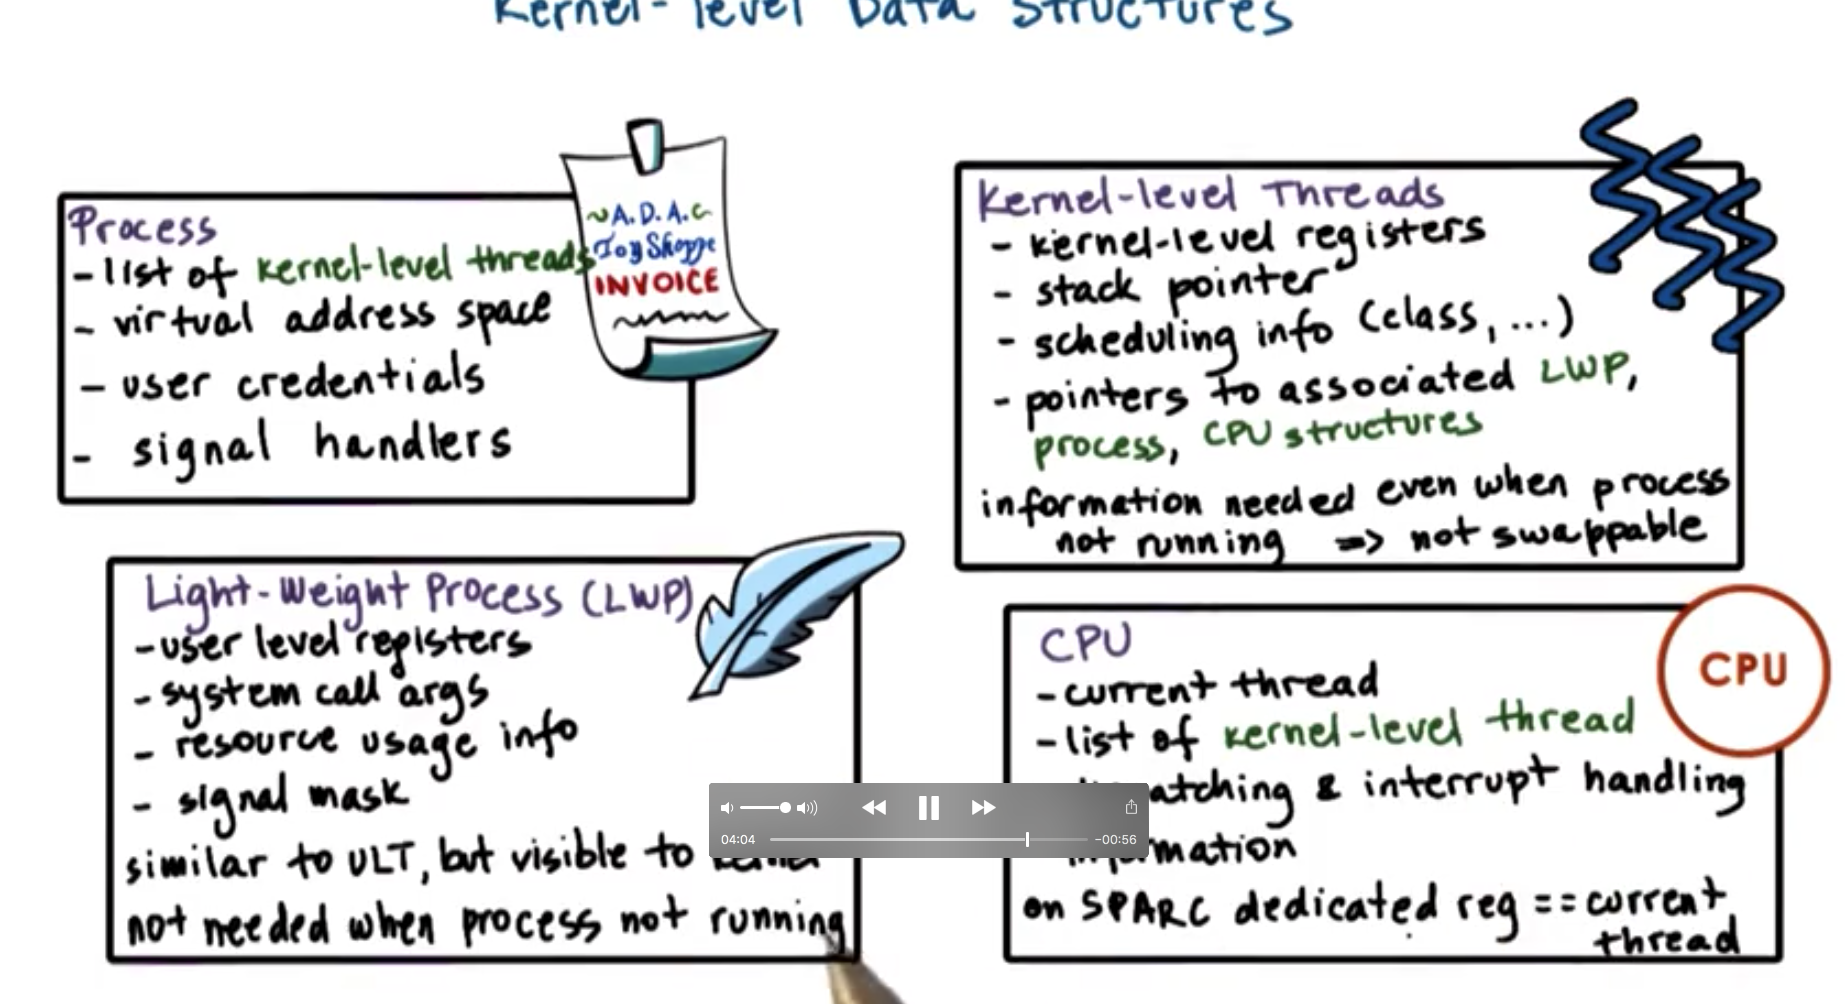 Kernel-level Data Structures
Process
- list of kernel-level threads
- virtual address space
- user credentials
- signal handlers
A.D.A.C
Toy Shoppe
INVOICE
Kernel-level Threads
- kernel-level registers
- stack pointer
- scheduling info (class, ...)
- pointers to associated LWP,
process, CPU structures
information needed even when process
not running => not swappable
Light-Weight Process (LWP)
- user level registers
- system call args
- resource usage info
- signal mask
similar to ULT, but visible to kernel
not needed when process not running
CPU
- current thread
- list of kernel-level thread
& interrupt handling
information
on SPARC dedicated reg == current
thread
CPU
04:04
-00:56